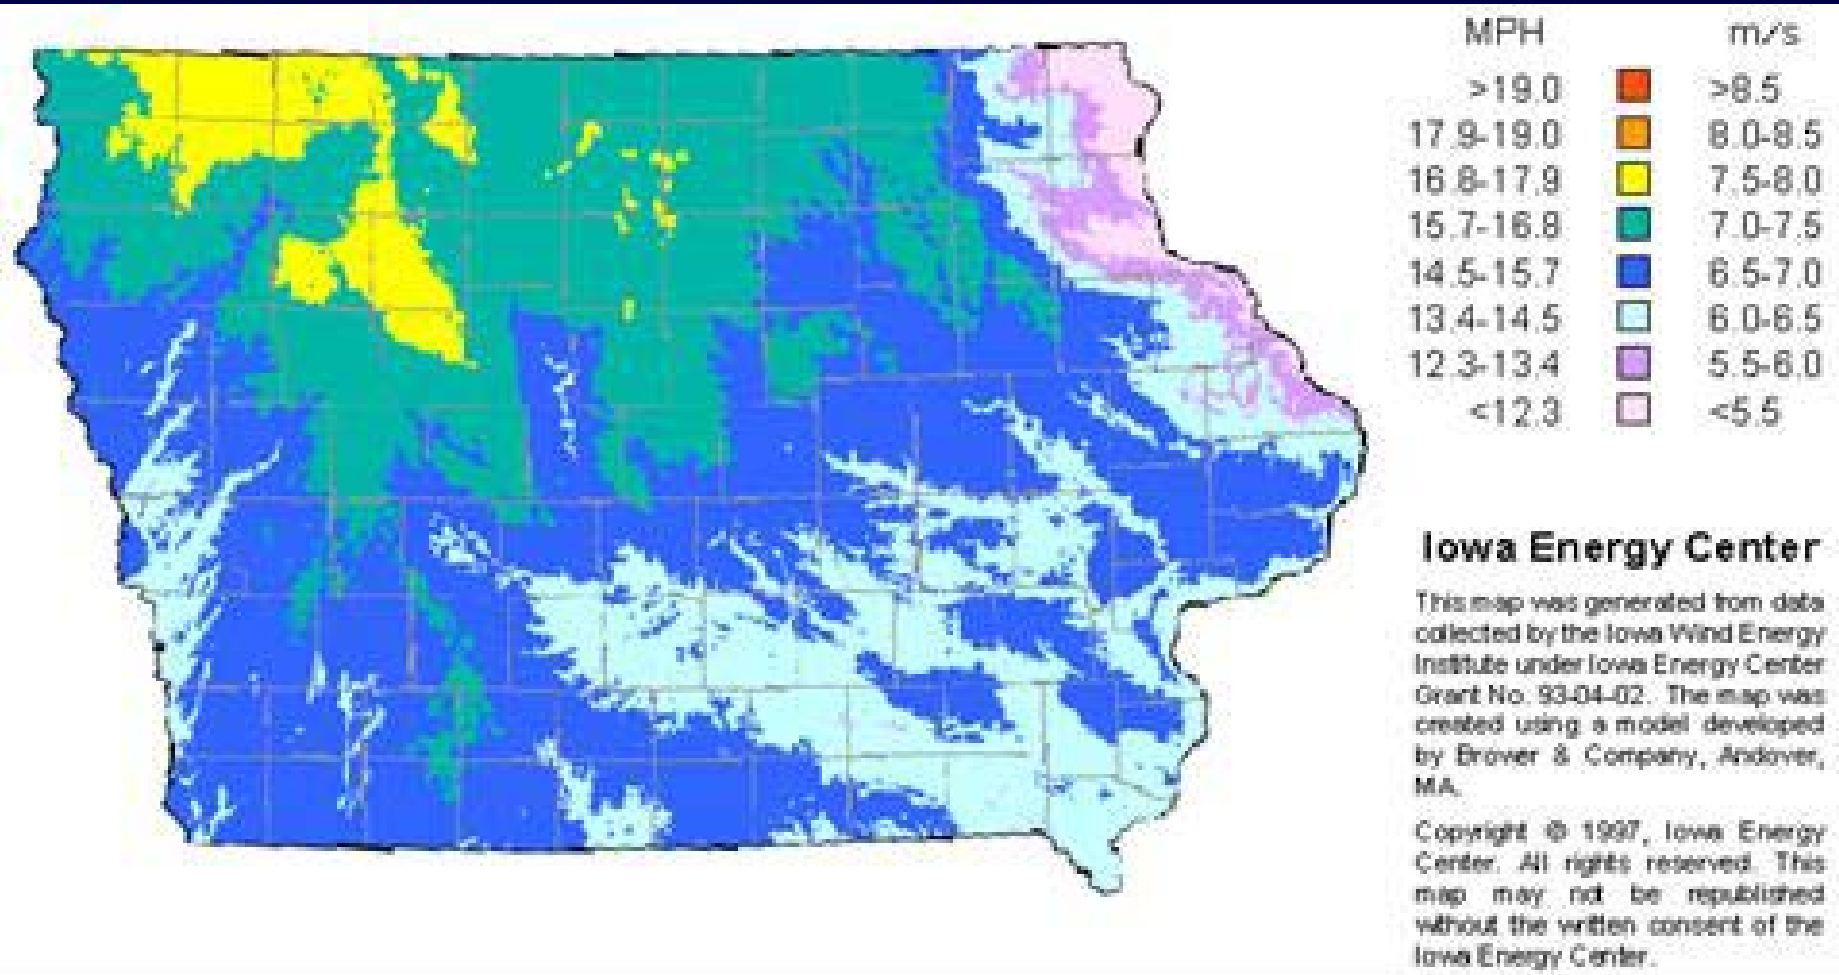 MPH m/s
>19.0 >8.5
17.9-19.0 8.0-8.5
16.8-17.9 7.5-8.0
15.7-16.8 7.0-7.5
14.5-15.7 6.5-7.0
13.4-14.5 6.0-6.5
12.3-13.4 5.5-6.0
<12.3 <5.5
Iowa Energy Center
This map was generated from data
collected by the Iowa Wind Energy
Institute under Iowa Energy Center
Grant No. 93-04-02. The map was
created using a model developed
by Brower & Company, Andover,
MA.
Copyright © 1997, Iowa Energy
Center. All rights reserved. This
map may not be republished
without the written consent of the
Iowa Energy Center.